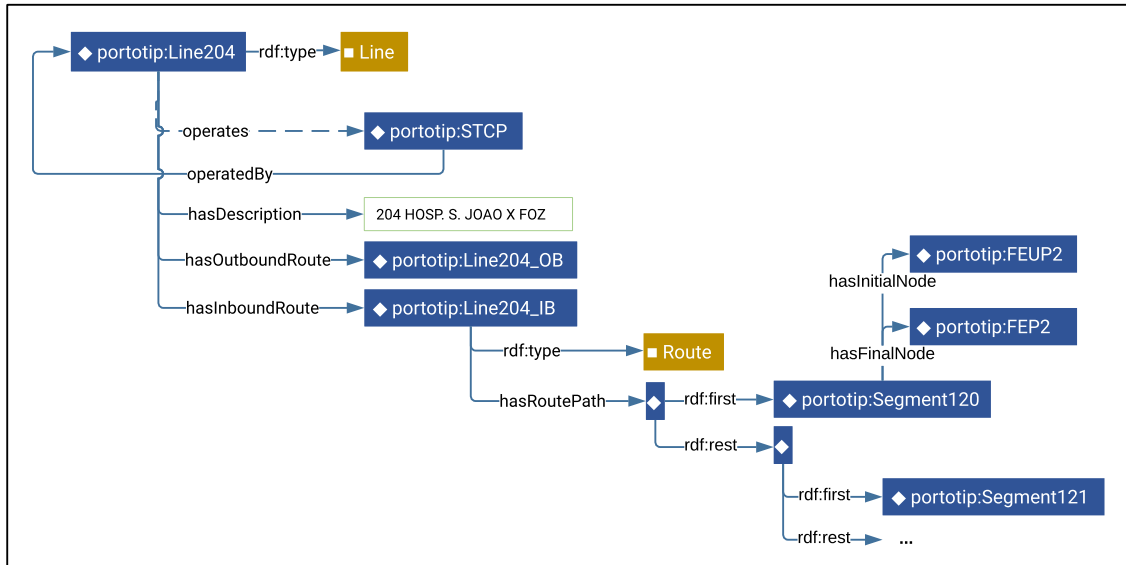 portotip:Line204
rdf:type
Line
operates
portotip:STCP
operatedBy
hasDescription
204 HOSP. S. JOAO X FOZ
hasOutboundRoute
portotip:Line204_OB
hasInboundRoute
portotip:Line204_IB
portotip:FEUP2
hasInitialNode
portotip:FEP2
hasFinalNode
rdf:type
Route
hasRoutePath
rdf:first
portotip:Segment120
rdf:rest
rdf:first
portotip:Segment121
rdf:rest
...